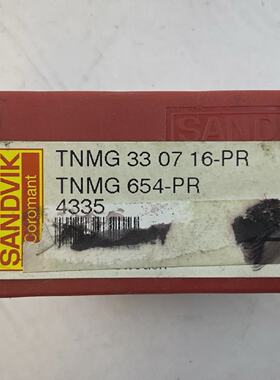 SANDVIK
SANDVIK
Coromant
TNMG 33 07 16-PR
TNMG 654-PR
4335